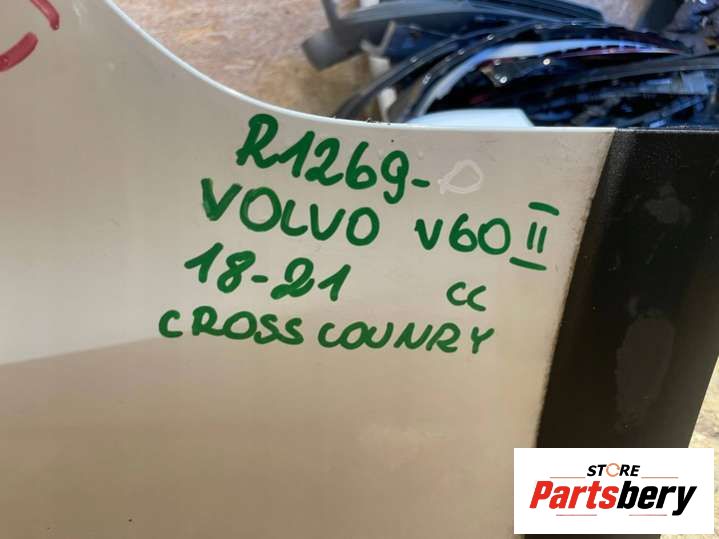 R1269-D
VOLVO V60 II
18-21 CC
CROSS COUNRY
STORE
Partsbery